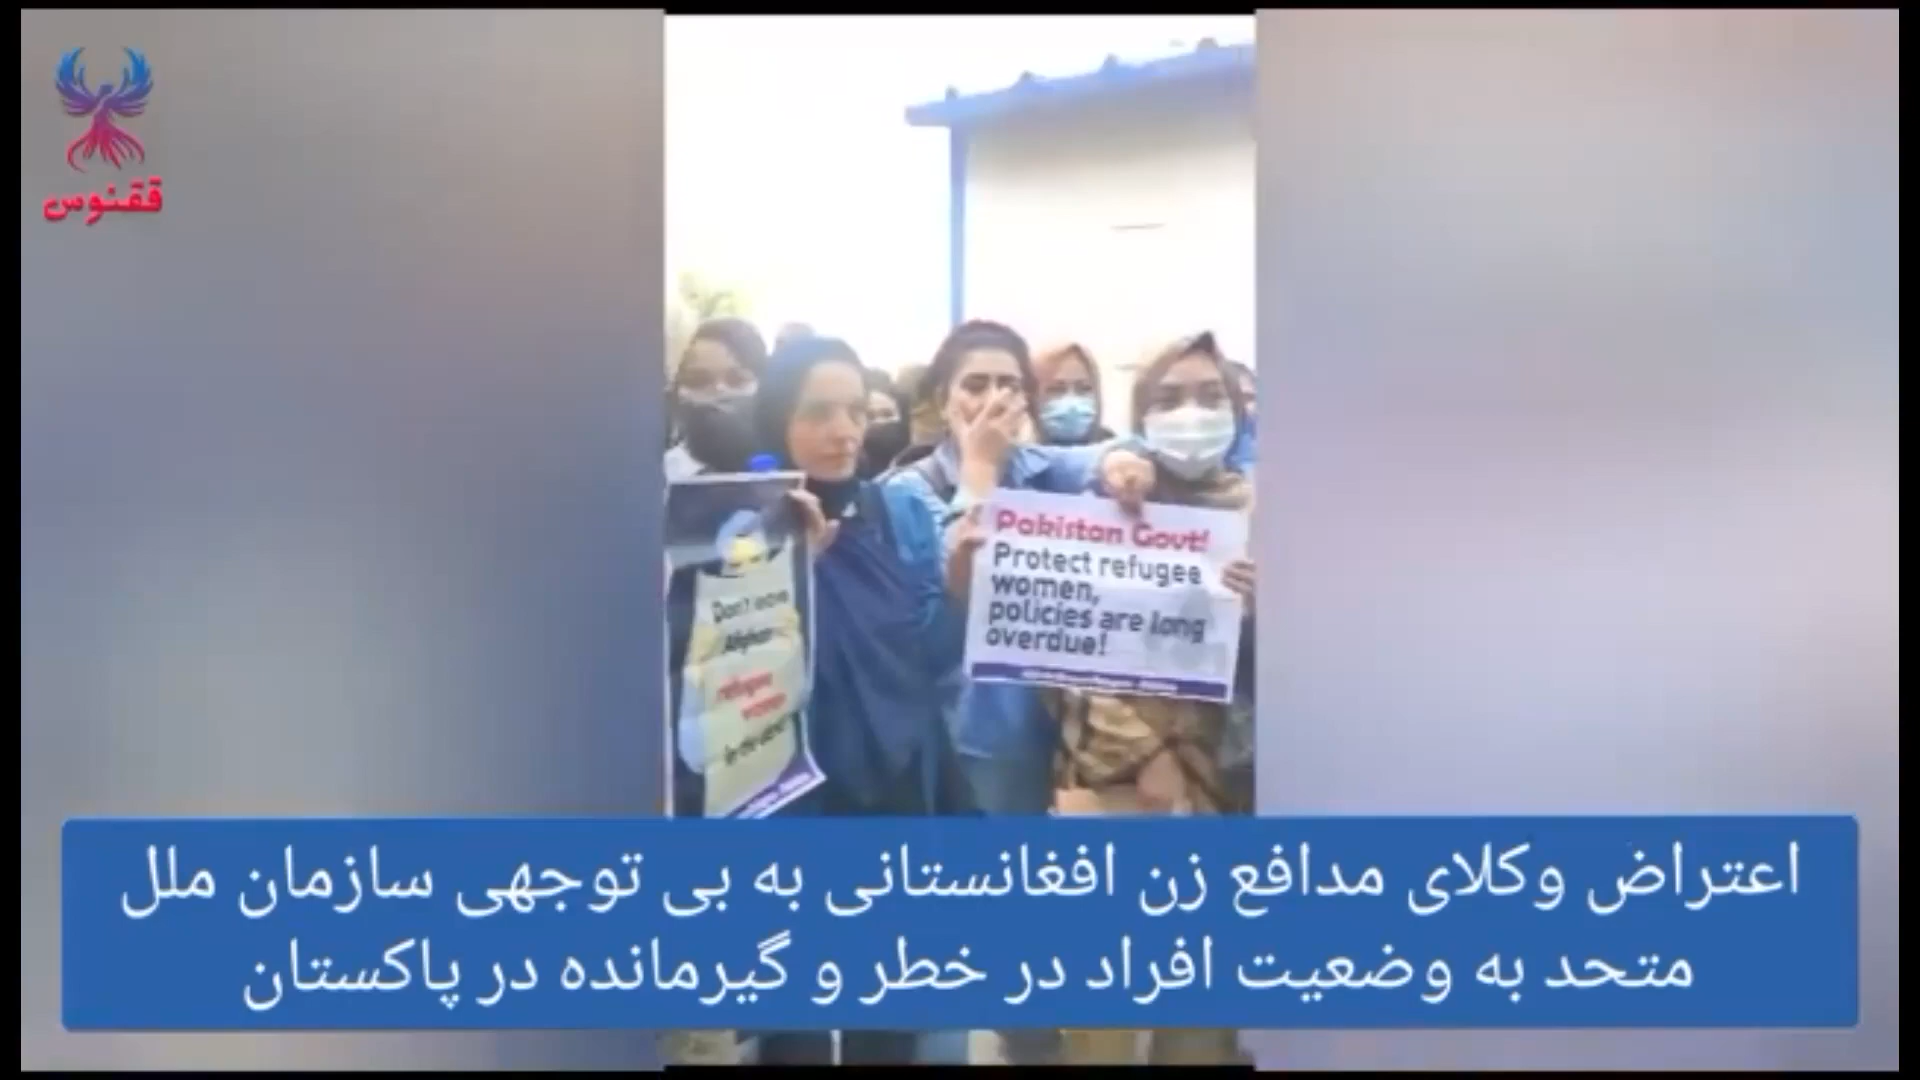 ققنوس
Pakistan Govt!
Protect refugee
women,
policies are long
overdue!
Don't leave
Afghan
refugee
women
اعتراض وکلای مدافع زن افغانستانی به بی توجهی سازمان ملل
متحد به وضعیت افراد در خطر و گیرمانده در پاکستان